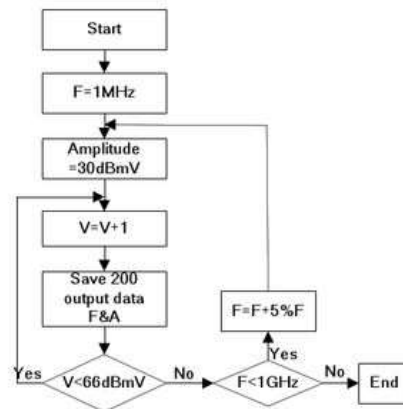 Start
F=1MHz
Amplitude
=30dBmV
V=V+1
Save 200
output data
F&A
V<66dBmV
Yes
No
F<1GHz
Yes
F=F+5%F
No
End